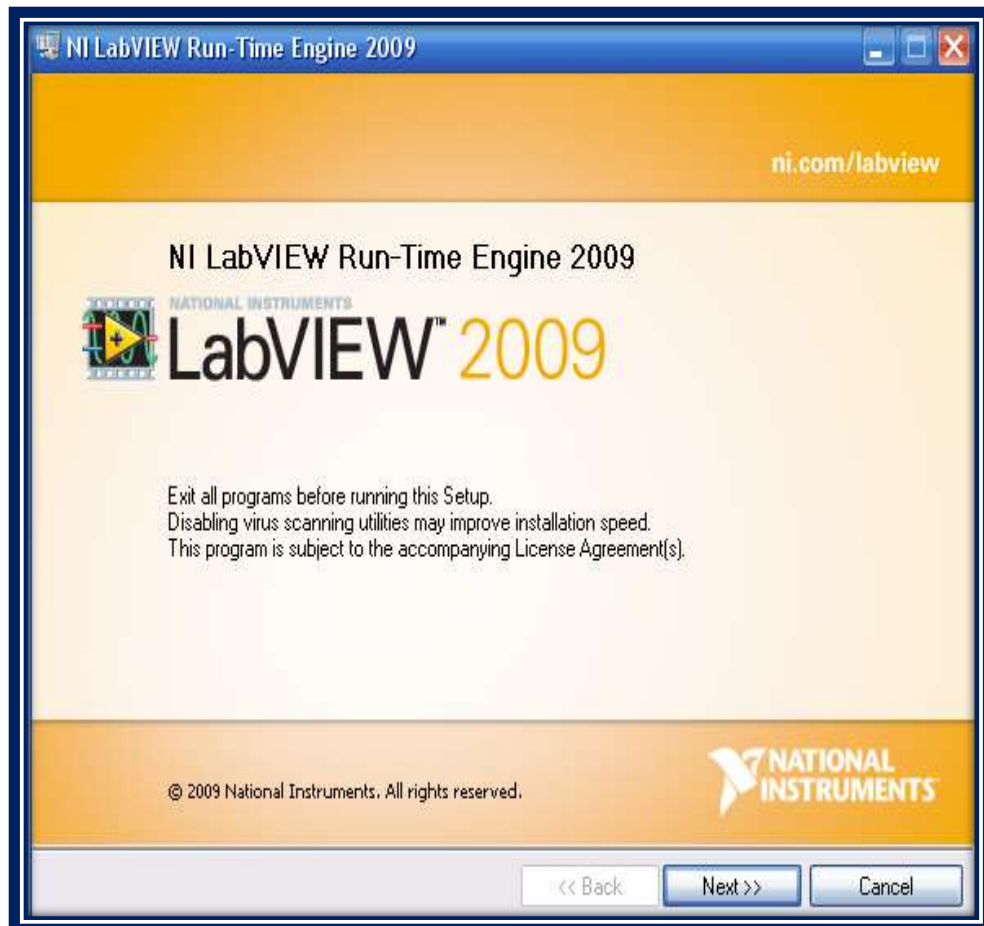 NI LabVIEW Run-Time Engine 2009
ni.com/labview
NI LabVIEW Run-Time Engine 2009
NATIONAL INSTRUMENTS
LabVIEW™ 2009
Exit all programs before running this Setup.
Disabling virus scanning utilities may improve installation speed.
This program is subject to the accompanying License Agreement(s).
NATIONAL
INSTRUMENTS
© 2009 National Instruments. All rights reserved.
<< Back
Next >>
Cancel